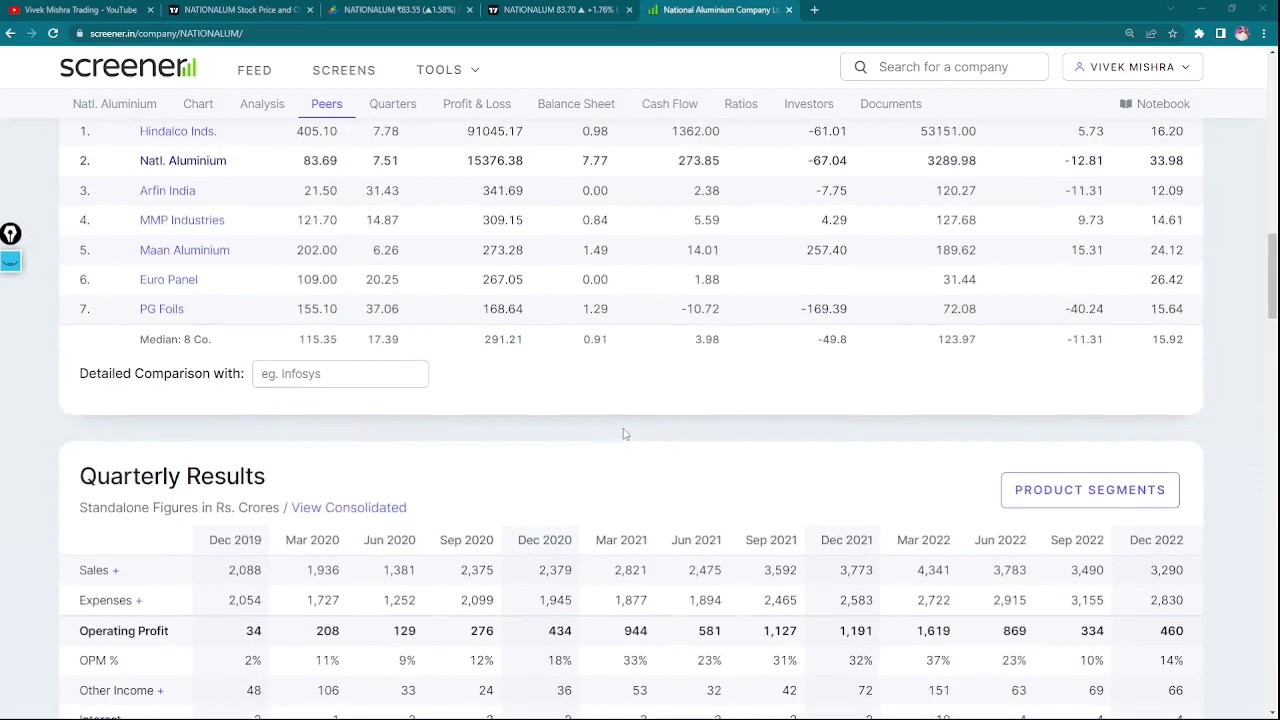 Vivek Mishra Trading - YouTube
NATIONALUM Stock Price and C
NATIONALUM ₹83.55 (▲1.58%)
NATIONALUM 83.70 ▲ +1.76%
National Aluminium Company L
screener.in/company/NATIONALUM/
screener
FEED SCREENS TOOLS
Search for a company
VIVEK MISHRA
Natl. Aluminium Chart Analysis Peers Quarters Profit & Loss Balance Sheet Cash Flow Ratios Investors Documents Notebook
1. Hindalco Inds. 405.10 7.78 91045.17 0.98 1362.00 -61.01 53151.00 5.73 16.20
2. Natl. Aluminium 83.69 7.51 15376.38 7.77 273.85 -67.04 3289.98 -12.81 33.98
3. Arfin India 21.50 31.43 341.69 0.00 2.38 -7.75 120.27 -11.31 12.09
4. MMP Industries 121.70 14.87 309.15 0.84 5.59 4.29 127.68 9.73 14.61
5. Maan Aluminium 202.00 6.26 273.28 1.49 14.01 257.40 189.62 15.31 24.12
6. Euro Panel 109.00 20.25 267.05 0.00 1.88 31.44 26.42
7. PG Foils 155.10 37.06 168.64 1.29 -10.72 -169.39 72.08 -40.24 15.64
Median: 8 Co. 115.35 17.39 291.21 0.91 3.98 -49.8 123.97 -11.31 15.92
Detailed Comparison with: eg. Infosys
Quarterly Results
PRODUCT SEGMENTS
Standalone Figures in Rs. Crores / View Consolidated
Dec 2019 Mar 2020 Jun 2020 Sep 2020 Dec 2020 Mar 2021 Jun 2021 Sep 2021 Dec 2021 Mar 2022 Jun 2022 Sep 2022 Dec 2022
Sales + 2,088 1,936 1,381 2,375 2,379 2,821 2,475 3,592 3,773 4,341 3,783 3,490 3,290
Expenses + 2,054 1,727 1,252 2,099 1,945 1,877 1,894 2,465 2,583 2,722 2,915 3,155 2,830
Operating Profit 34 208 129 276 434 944 581 1,127 1,191 1,619 869 334 460
OPM % 2% 11% 9% 12% 18% 33% 23% 31% 32% 37% 23% 10% 14%
Other Income + 48 106 33 24 36 53 32 42 72 151 63 69 66